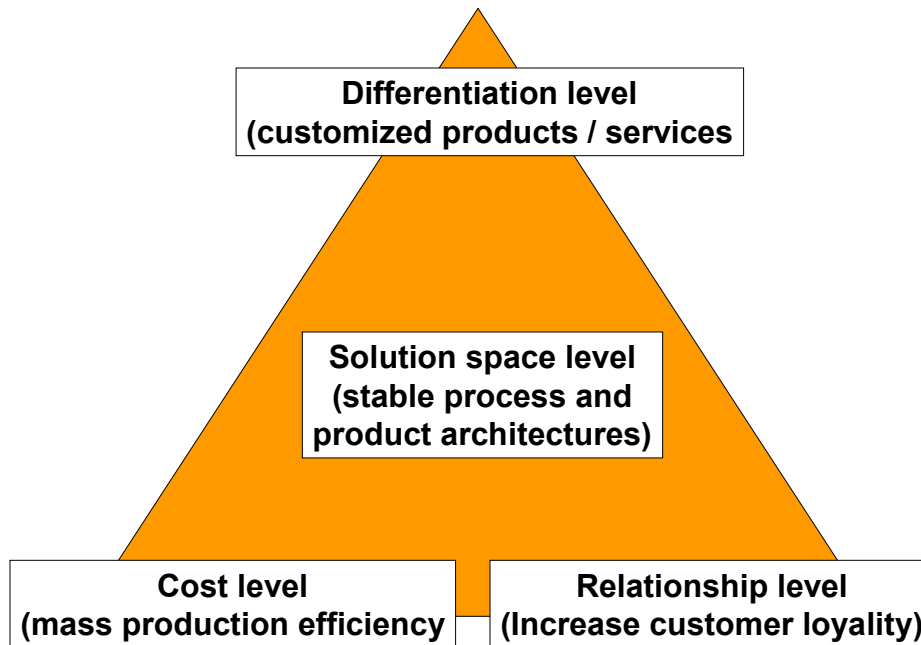 Differentiation level
(customized products / services
Solution space level
(stable process and
product architectures)
Cost level
(mass production efficiency
Relationship level
(Increase customer loyality)